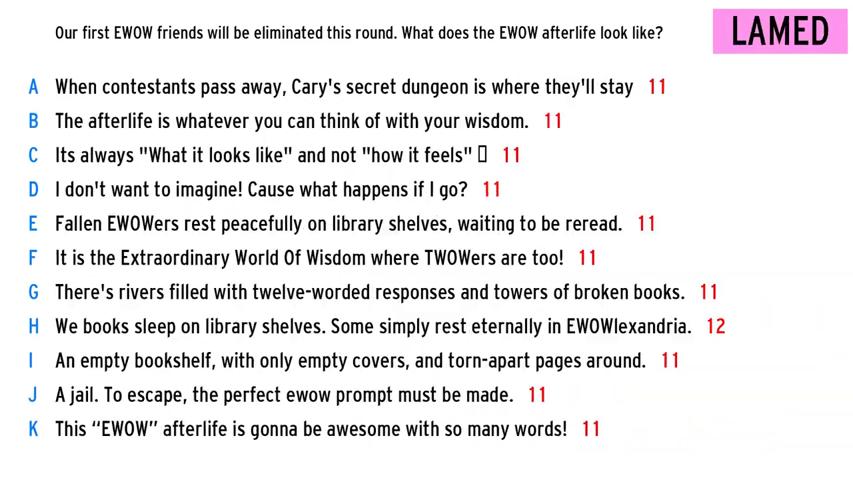 Our first EWOW friends will be eliminated this round. What does the EWOW afterlife look like?
LAMED
A When contestants pass away, Cary's secret dungeon is where they'll stay 11
B The afterlife is whatever you can think of with your wisdom. 11
C Its always "What it looks like" and not "how it feels" ▯ 11
D I don't want to imagine! Cause what happens if I go? 11
E Fallen EWOWers rest peacefully on library shelves, waiting to be reread. 11
F It is the Extraordinary World Of Wisdom where TWOWers are too! 11
G There's rivers filled with twelve-worded responses and towers of broken books. 11
H We books sleep on library shelves. Some simply rest eternally in EWOWlexandria. 12
I An empty bookshelf, with only empty covers, and torn-apart pages around. 11
J A jail. To escape, the perfect ewow prompt must be made. 11
K This “EWOW” afterlife is gonna be awesome with so many words! 11